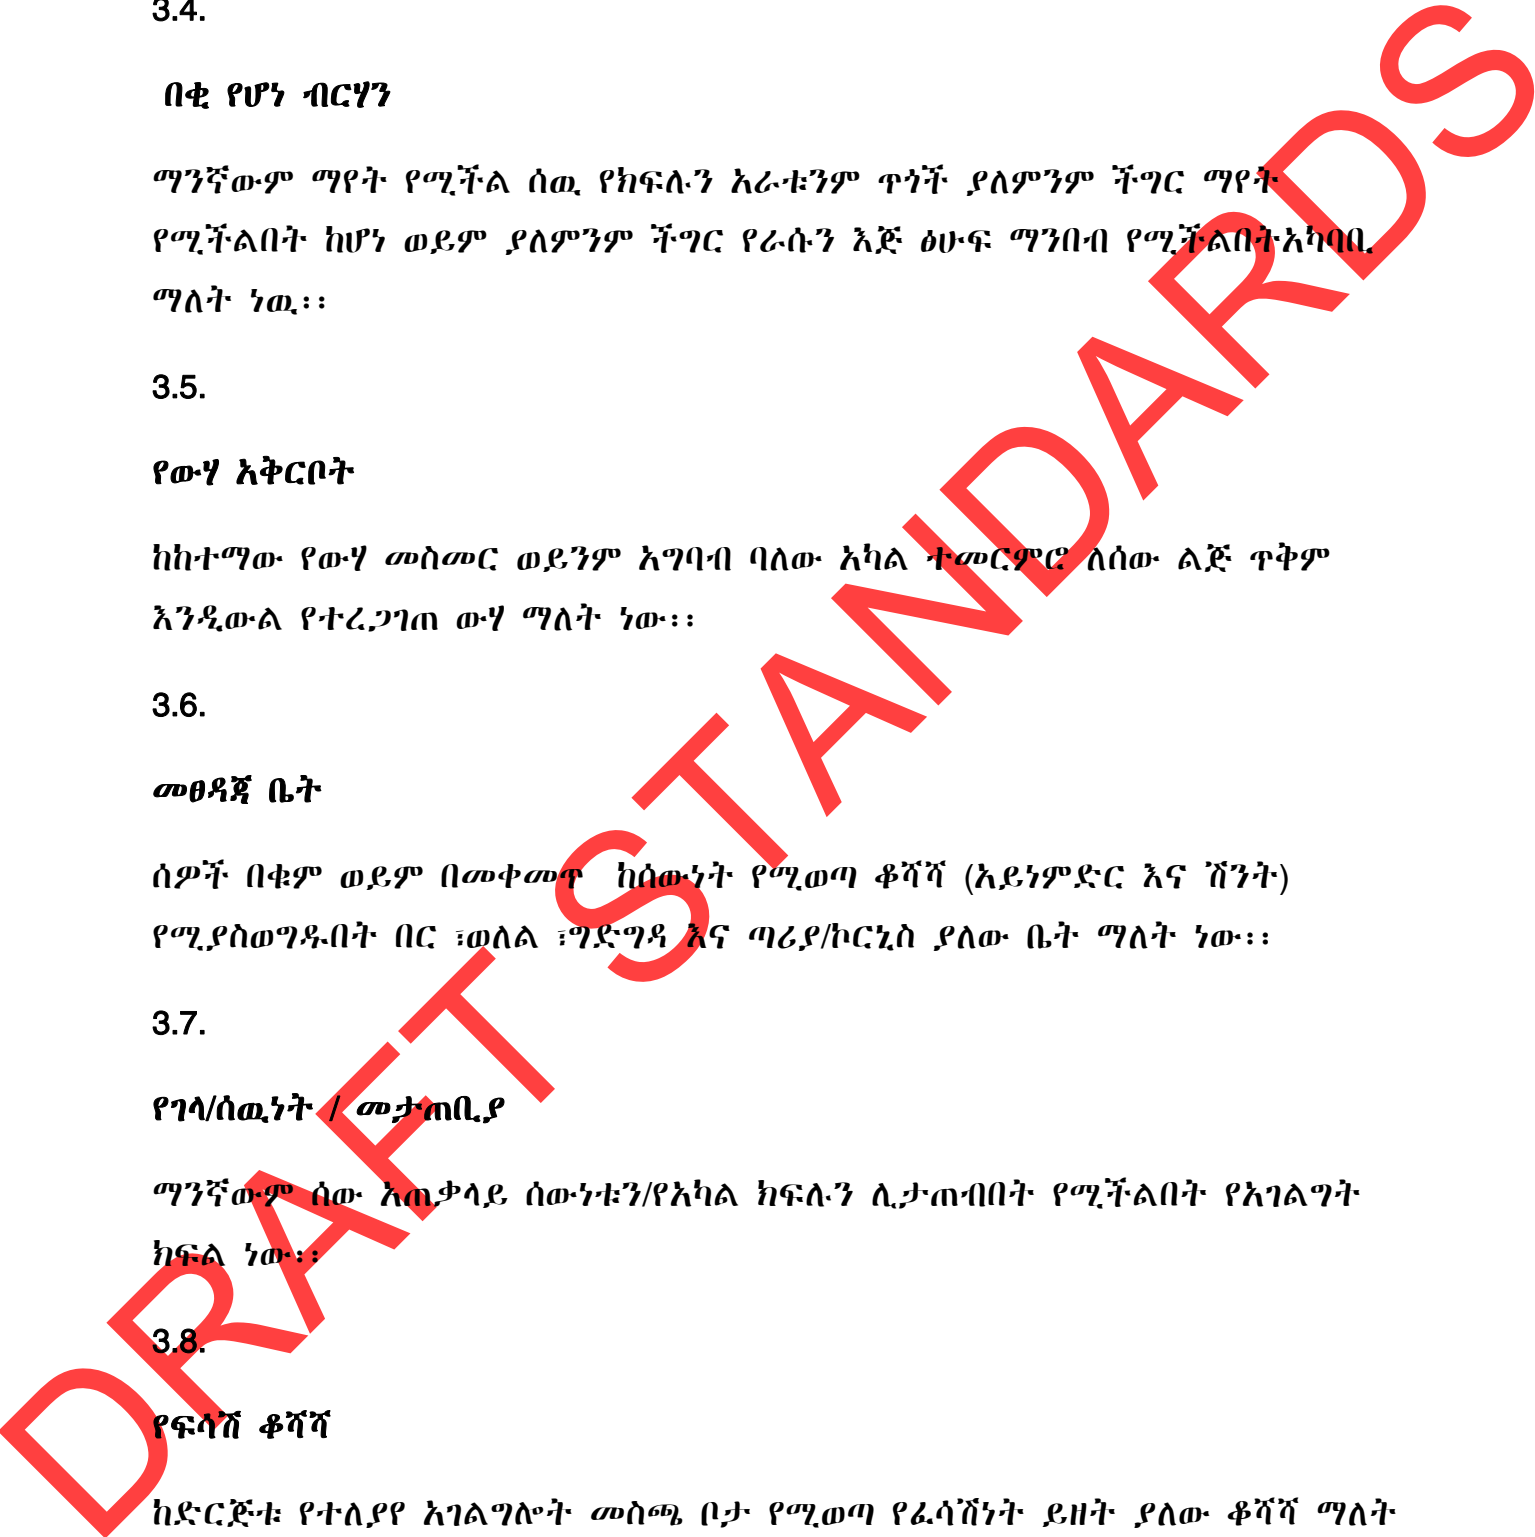 3.4.
በቂ የሆነ ብርሃን
ማንኛውም ማየት የሚችል ሰዉ የክፍሉን አራቱንም ጥጎች ያለምንም ችግር ማየት
የሚችልበት ከሆነ ወይም ያለምንም ችግር የራሱን እጅ ፅሁፍ ማንበብ የሚችልበትአካባቢ
ማለት ነዉ፡፡
3.5.
የውሃ አቅርቦት
ከከተማው የውሃ መስመር ወይንም አግባብ ባለው አካል ተመርምሮ ለሰው ልጅ ጥቅም
እንዲውል የተረጋገጠ ውሃ ማለት ነው፡፡
3.6.
መፀዳጃ ቤት
ሰዎች በቁም ወይም በመቀመጥ ከሰውነት የሚወጣ ቆሻሻ (አይነምድር እና ሽንት)
የሚያስወግዱበት በር ፣ወለል ፣ግድግዳ እና ጣሪያ/ኮርኒስ ያለው ቤት ማለት ነው፡፡
3.7.
የገላ/ሰዉነት / መታጠቢያ
ማንኛውም ሰው አጠቃላይ ሰውነቱን/የአካል ክፍሉን ሊታጠብበት የሚችልበት የአገልግት
ክፍል ነው፡፡
3.8.
የፍሳሽ ቆሻሻ
ከድርጅቱ የተለያየ አገልግሎት መስጫ ቦታ የሚወጣ የፈሳሽነት ይዘት ያለው ቆሻሻ ማለት
DRAFT STANDARDS